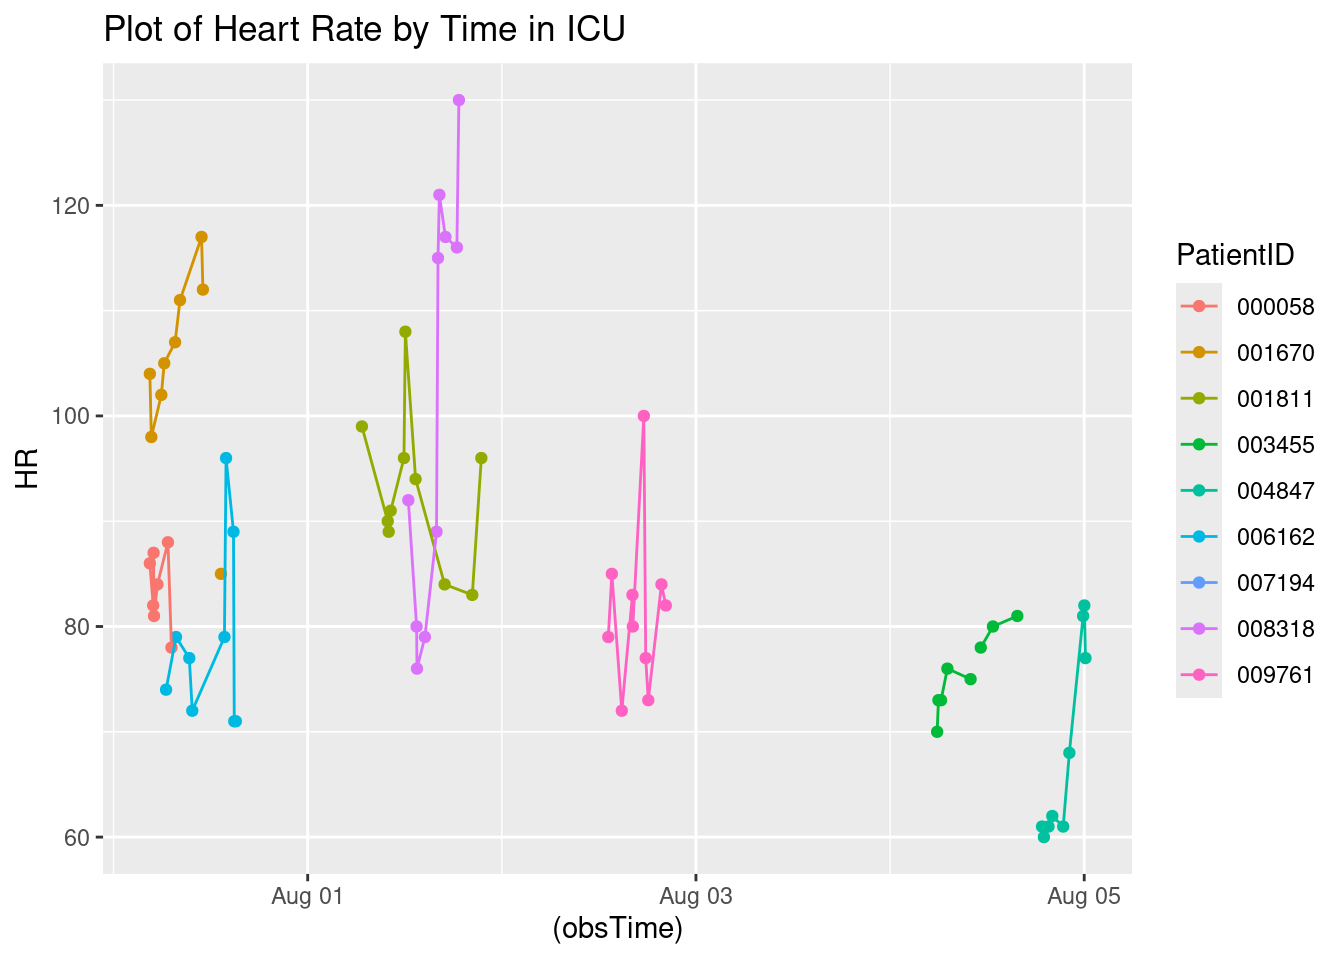 Plot of Heart Rate by Time in ICU
HR
120
100
80
60
Aug 01
Aug 03
Aug 05
(obsTime)
PatientID
000058
001670
001811
003455
004847
006162
007194
008318
009761